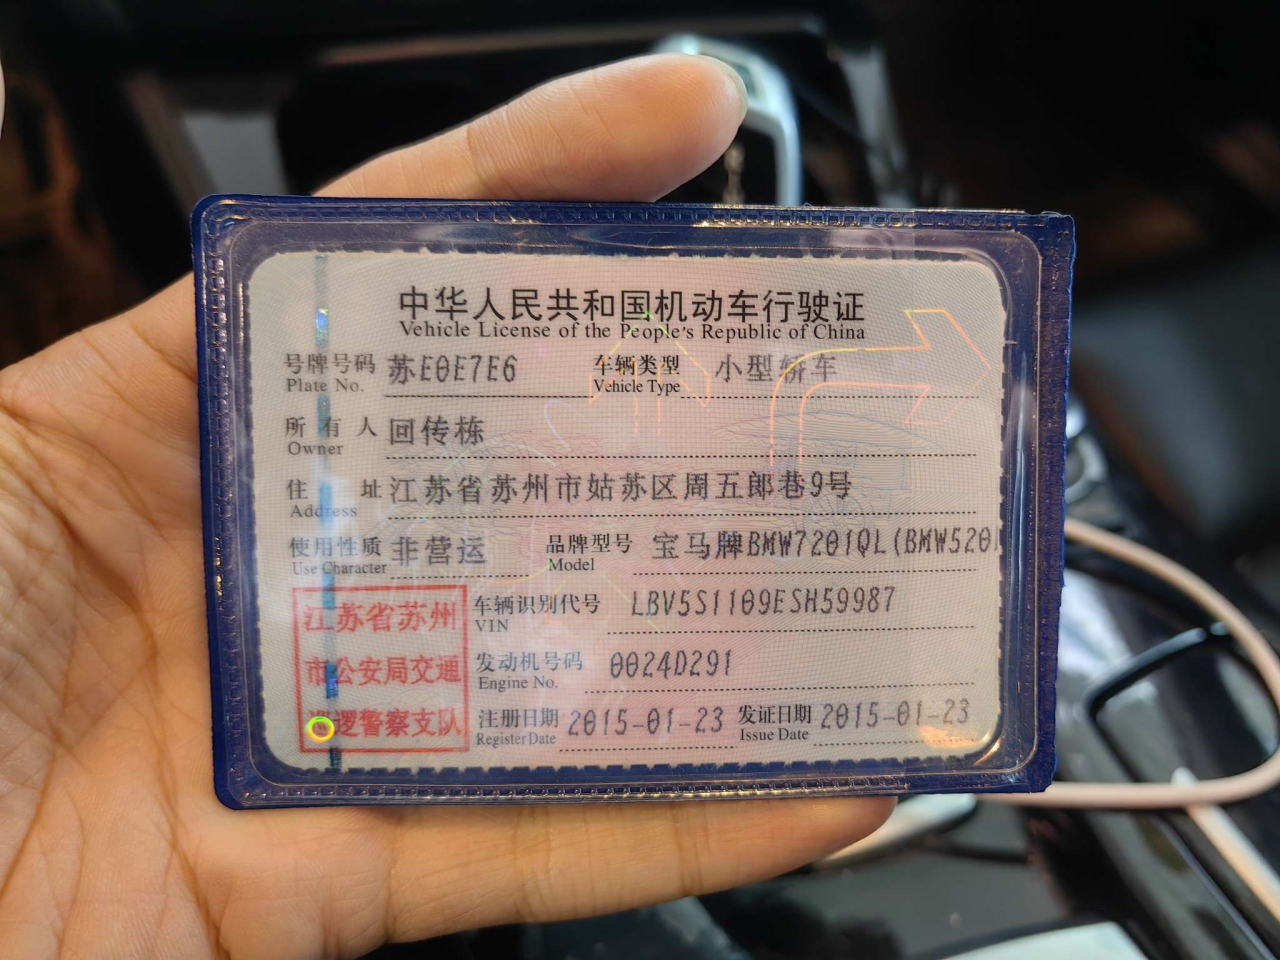 中华人民共和国机动车行驶证
Vehicle License of the People's Republic of China
号牌号码 苏E0E7E6 车辆类型 小型轿车
Plate No. Vehicle Type
所有人 回传栋
Owner
住址 江苏省苏州市姑苏区周五郎巷9号
Address
使用性质 非营运 品牌型号 宝马牌BMW7201QL(BMW520
Use Character Model
江苏省苏州
市公安局交通
巡逻警察支队
车辆识别代号 LBV5S1109ESH59987
VIN
发动机号码 0024D291
Engine No.
注册日期 2015-01-23 发证日期 2015-01-23
Register Date Issue Date